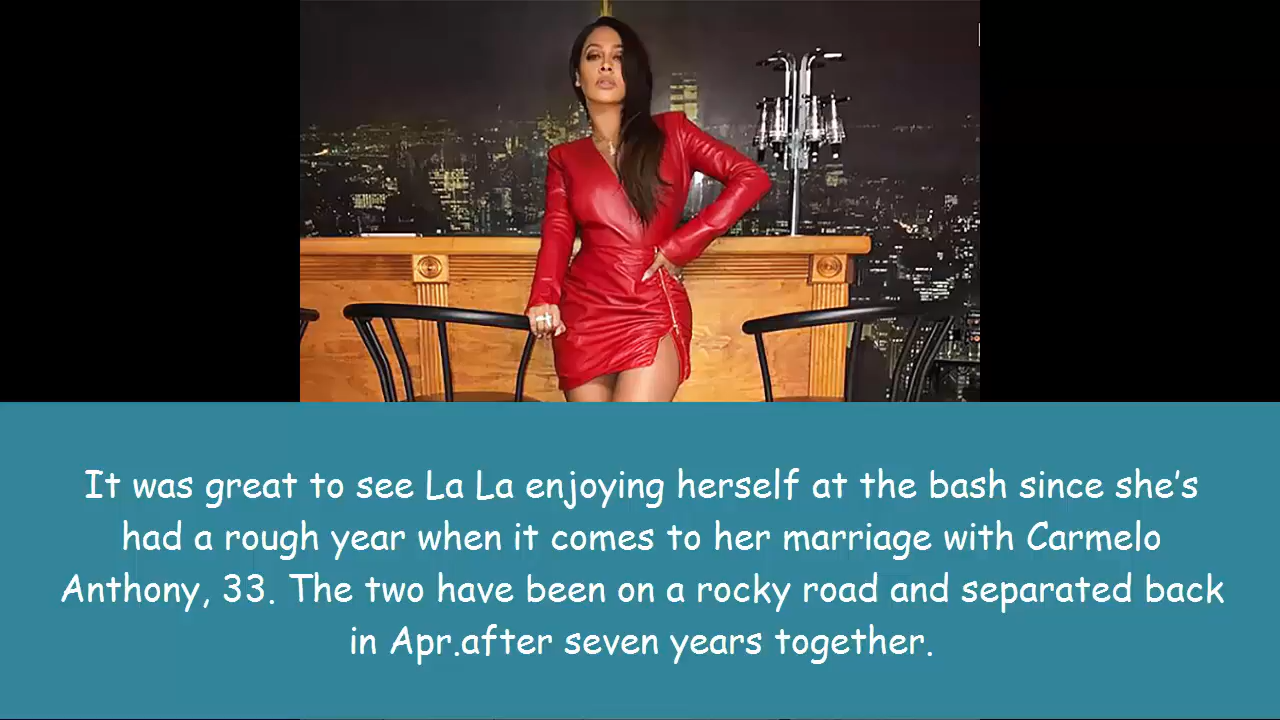 It was great to see La La enjoying herself at the bash since she’s
had a rough year when it comes to her marriage with Carmelo
Anthony, 33. The two have been on a rocky road and separated back
in Apr.after seven years together.